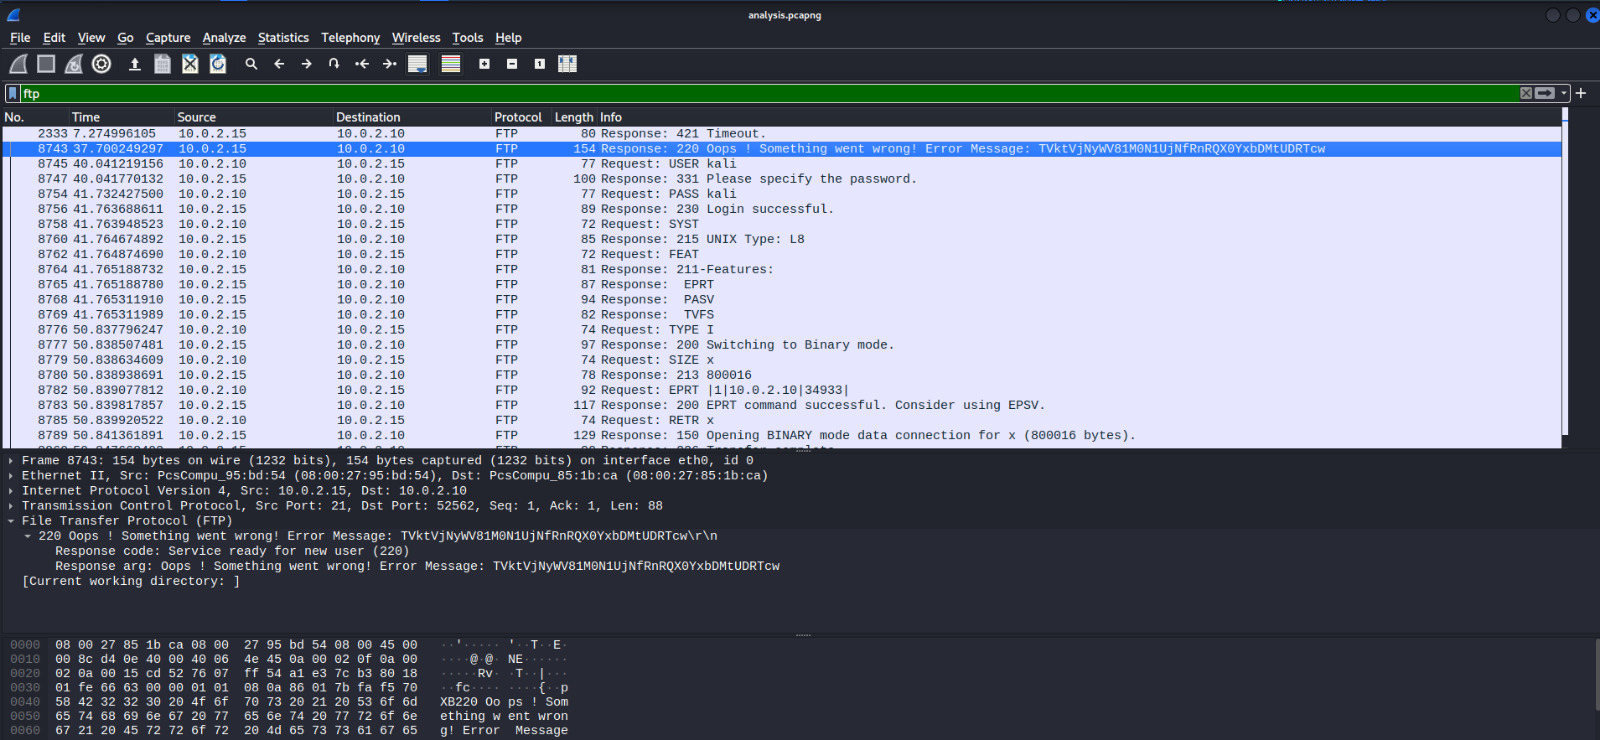 analysis.pcapng
File Edit View Go Capture Analyze Statistics Telephony Wireless Tools Help
ftp
No. Time Source Destination Protocol Length Info
2333 7.274996105 10.0.2.15 10.0.2.10 FTP 80 Response: 421 Timeout.
8743 37.700249297 10.0.2.15 10.0.2.10 FTP 154 Response: 220 Oops ! Something went wrong! Error Message: TVktVjNyWV81M0N1UjNfRnRQX0YxbDMtUDRTcw
8745 40.041219156 10.0.2.10 10.0.2.15 FTP 77 Request: USER kali
8747 40.041770132 10.0.2.15 10.0.2.10 FTP 100 Response: 331 Please specify the password.
8754 41.732427500 10.0.2.10 10.0.2.15 FTP 77 Request: PASS kali
8756 41.763688611 10.0.2.15 10.0.2.10 FTP 89 Response: 230 Login successful.
8758 41.763948523 10.0.2.10 10.0.2.15 FTP 72 Request: SYST
8760 41.764674892 10.0.2.15 10.0.2.10 FTP 85 Response: 215 UNIX Type: L8
8762 41.764874690 10.0.2.10 10.0.2.15 FTP 72 Request: FEAT
8764 41.765188732 10.0.2.15 10.0.2.10 FTP 81 Response: 211-Features:
8765 41.765188780 10.0.2.15 10.0.2.10 FTP 87 Response: EPRT
8768 41.765311910 10.0.2.15 10.0.2.10 FTP 94 Response: PASV
8769 41.765311989 10.0.2.15 10.0.2.10 FTP 82 Response: TVFS
8776 50.837796247 10.0.2.10 10.0.2.15 FTP 74 Request: TYPE I
8777 50.838507481 10.0.2.15 10.0.2.10 FTP 97 Response: 200 Switching to Binary mode.
8779 50.838634609 10.0.2.10 10.0.2.15 FTP 74 Request: SIZE x
8780 50.838938691 10.0.2.15 10.0.2.10 FTP 78 Response: 213 800016
8782 50.839077812 10.0.2.10 10.0.2.15 FTP 92 Request: EPRT |1|10.0.2.10|34933|
8783 50.839817857 10.0.2.15 10.0.2.10 FTP 117 Response: 200 EPRT command successful. Consider using EPSV.
8785 50.839920522 10.0.2.10 10.0.2.15 FTP 74 Request: RETR x
8789 50.841361891 10.0.2.15 10.0.2.10 FTP 129 Response: 150 Opening BINARY mode data connection for x (800016 bytes).
Frame 8743: 154 bytes on wire (1232 bits), 154 bytes captured (1232 bits) on interface eth0, id 0
Ethernet II, Src: PcsCompu_95:bd:54 (08:00:27:95:bd:54), Dst: PcsCompu_85:1b:ca (08:00:27:85:1b:ca)
Internet Protocol Version 4, Src: 10.0.2.15, Dst: 10.0.2.10
Transmission Control Protocol, Src Port: 21, Dst Port: 52562, Seq: 1, Ack: 1, Len: 88
File Transfer Protocol (FTP)
220 Oops ! Something went wrong! Error Message: TVktVjNyWV81M0N1UjNfRnRQX0YxbDMtUDRTcw\r\n
Response code: Service ready for new user (220)
Response arg: Oops ! Something went wrong! Error Message: TVktVjNyWV81M0N1UjNfRnRQX0YxbDMtUDRTcw
[Current working directory: ]
0000 08 00 27 85 1b ca 08 00 27 95 bd 54 08 00 45 00 ··'····· '··T··E·
0010 00 8c d4 0e 40 00 40 06 4e 45 0a 00 02 0f 0a 00 ····@·@· NE······
0020 02 0a 00 15 cd 52 76 07 ff 54 a1 e3 7c b3 80 18 ·····Rv· ·T··|···
0030 01 fe 66 63 00 00 01 01 08 0a 86 01 7b fa f5 70 ··fc···· ····{··p
0040 58 42 32 32 30 20 4f 6f 70 73 20 21 20 53 6f 6d XB220 Oo ps ! Som
0050 65 74 68 69 6e 67 20 77 65 6e 74 20 77 72 6f 6e ething w ent wron
0060 67 21 20 45 72 72 6f 72 20 4d 65 73 73 61 67 65 g! Error Message